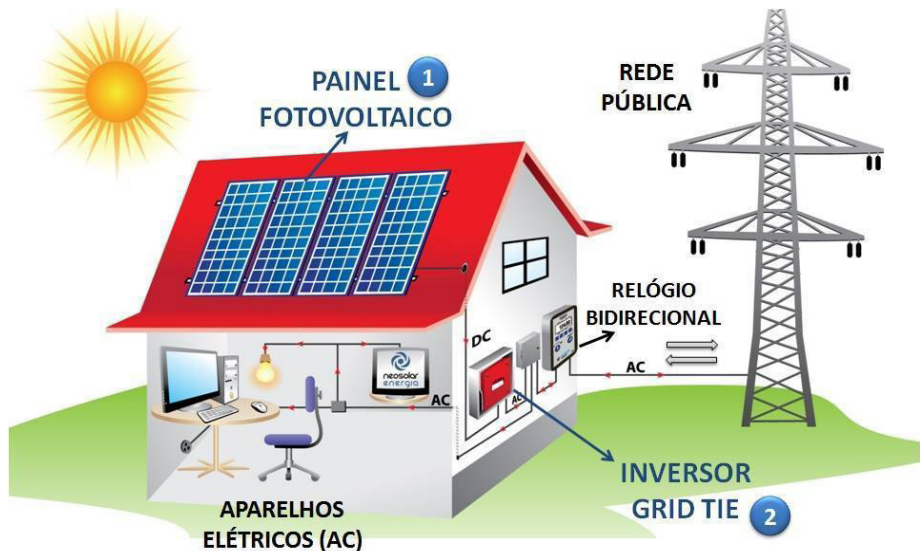 PAINEL 1
FOTOVOLTAICO
REDE
PÚBLICA
RELÓGIO
BIDIRECIONAL
DC
neosolar
energia
AC
AC
AC
INVERSOR
GRID TIE 2
APARELHOS
ELÉTRICOS (AC)